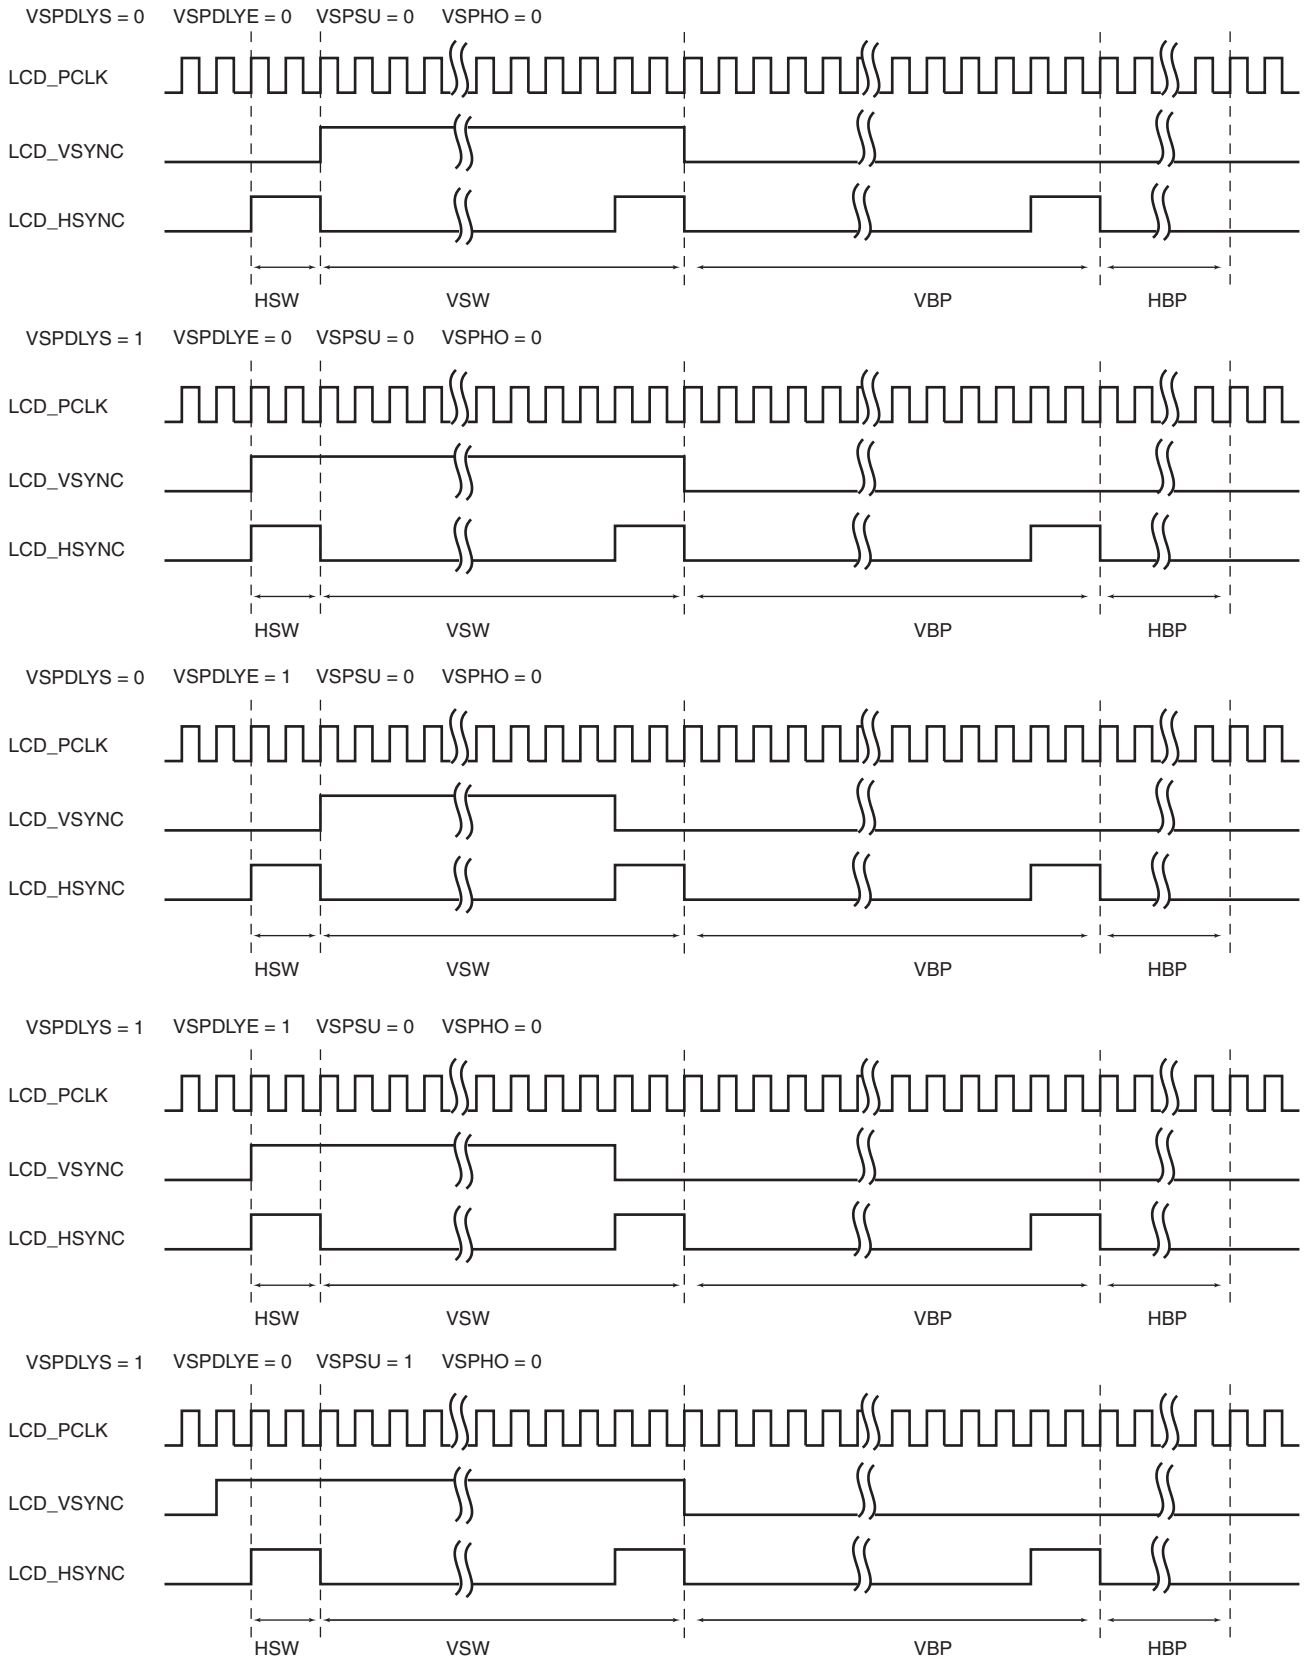 VSPDLYS = 0 VSPDLYE = 0 VSPSU = 0 VSPHO = 0
LCD_PCLK
LCD_VSYNC
LCD_HSYNC
HSW VSW VBP HBP
VSPDLYS = 1 VSPDLYE = 0 VSPSU = 0 VSPHO = 0
LCD_PCLK
LCD_VSYNC
LCD_HSYNC
HSW VSW VBP HBP
VSPDLYS = 0 VSPDLYE = 1 VSPSU = 0 VSPHO = 0
LCD_PCLK
LCD_VSYNC
LCD_HSYNC
HSW VSW VBP HBP
VSPDLYS = 1 VSPDLYE = 1 VSPSU = 0 VSPHO = 0
LCD_PCLK
LCD_VSYNC
LCD_HSYNC
HSW VSW VBP HBP
VSPDLYS = 1 VSPDLYE = 0 VSPSU = 1 VSPHO = 0
LCD_PCLK
LCD_VSYNC
LCD_HSYNC
HSW VSW VBP HBP